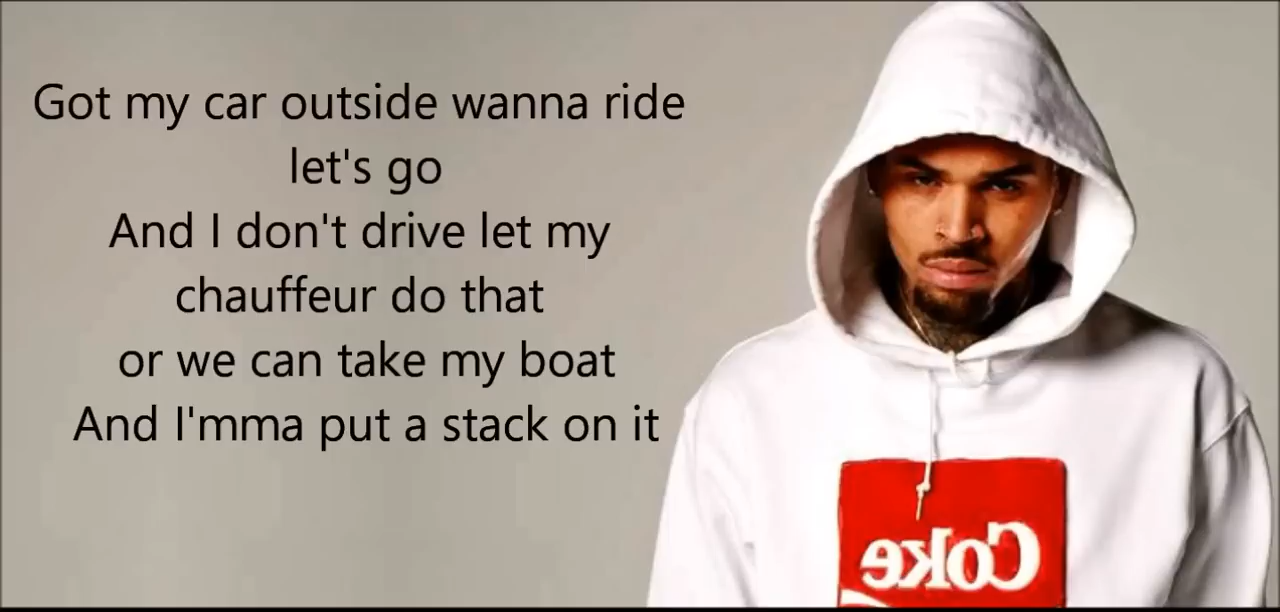 Got my car outside wanna ride
let's go
And I don't drive let my
chauffeur do that
or we can take my boat
And I'mma put a stack on it
Coke